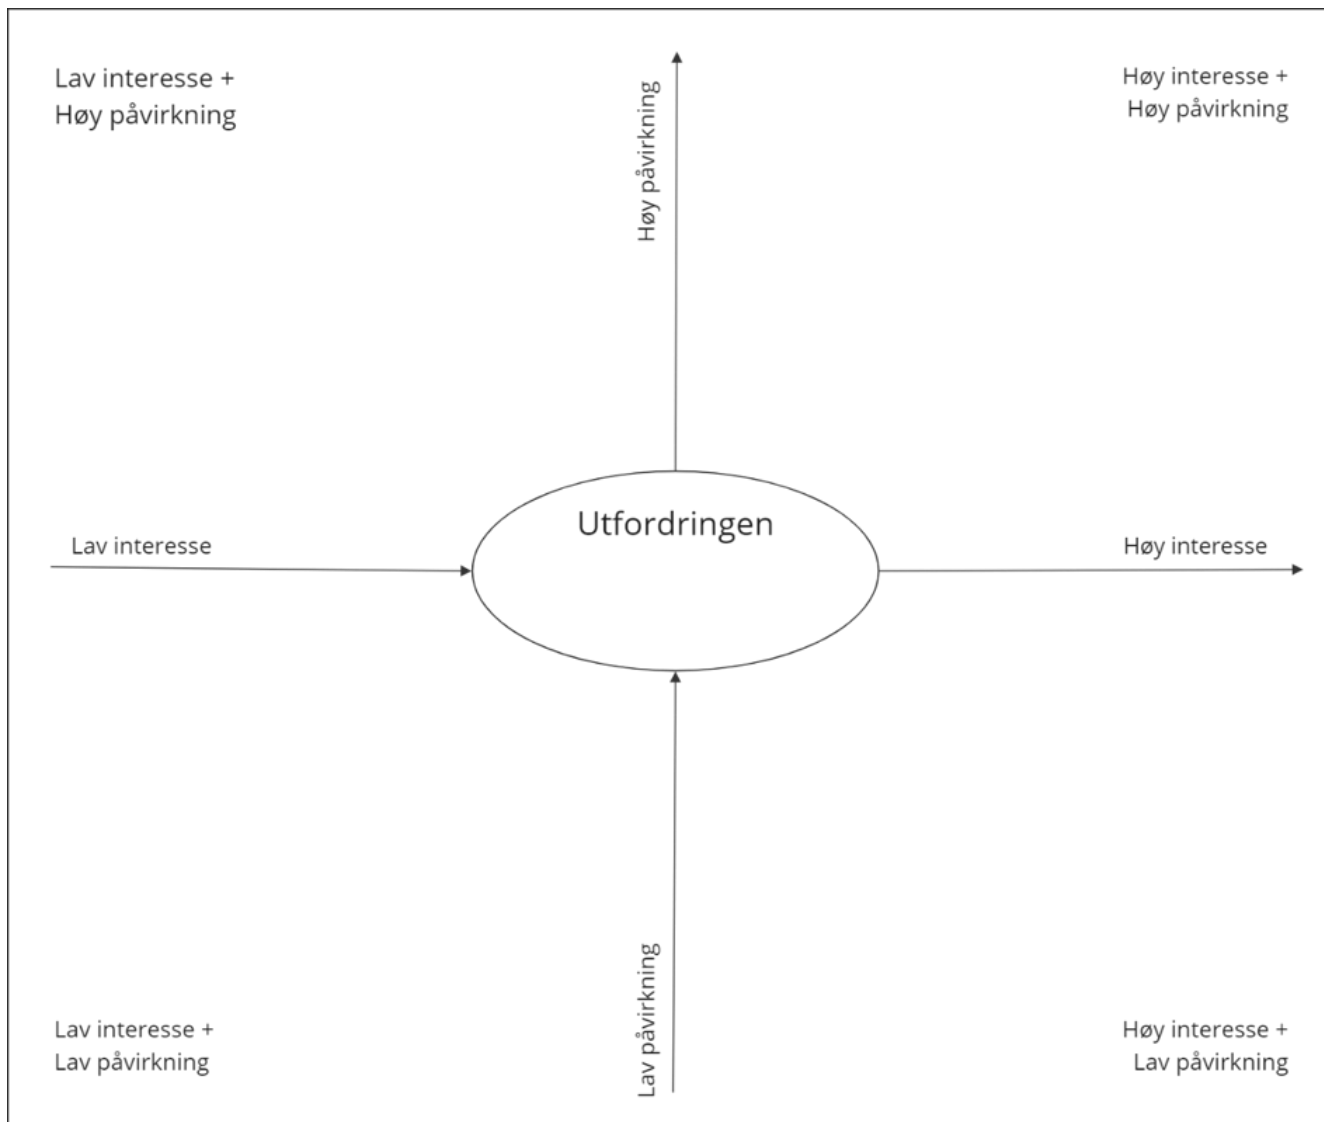 Lav interesse +
Høy påvirkning
Høy påvirkning
Høy interesse +
Høy påvirkning
Utfordringen
Lav interesse
Høy interesse
Lav påvirkning
Lav interesse +
Lav påvirkning
Høy interesse +
Lav påvirkning